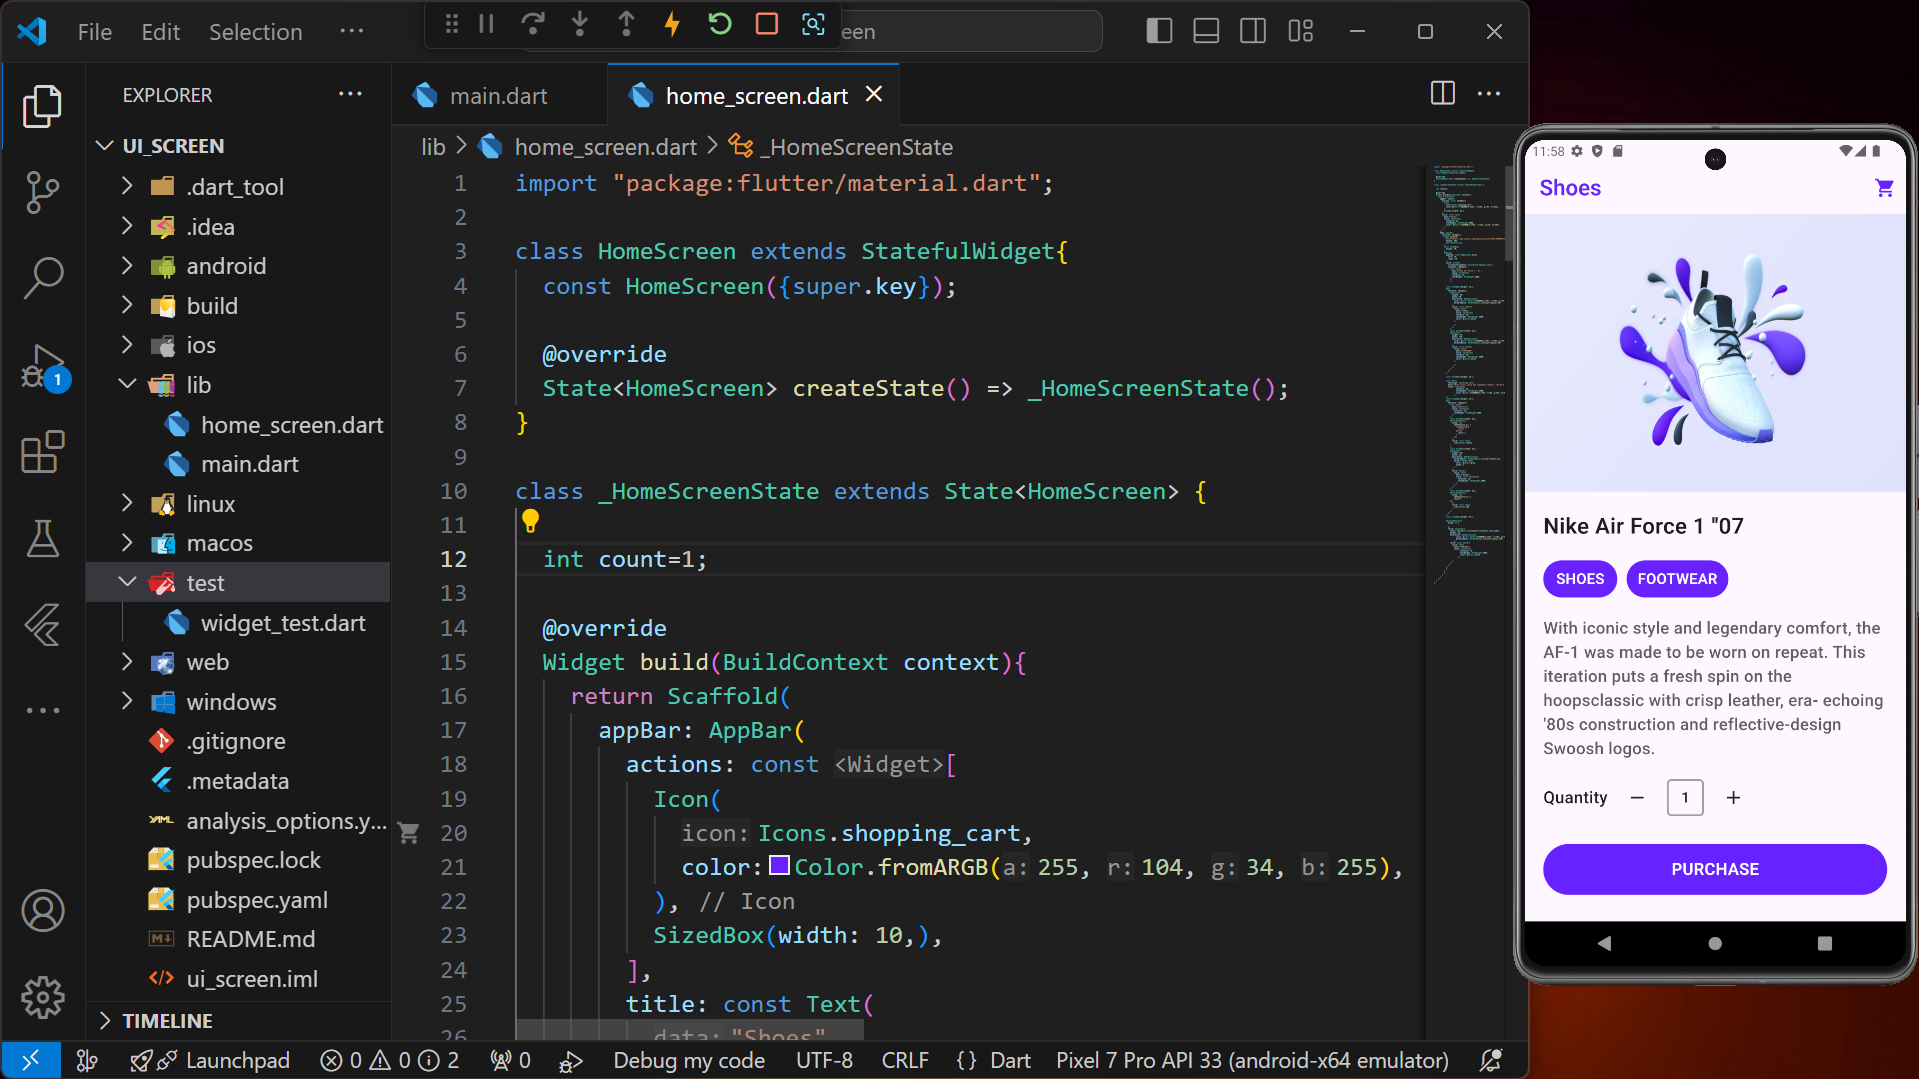 File Edit Selection ···
een
EXPLORER ···
UI_SCREEN
.dart_tool
.idea
android
build
ios
lib
home_screen.dart
main.dart
linux
macos
test
widget_test.dart
web
windows
.gitignore
.metadata
analysis_options.y...
pubspec.lock
pubspec.yaml
README.md
ui_screen.iml
TIMELINE
1
main.dart
home_screen.dart
lib > home_screen.dart > _HomeScreenState
1 import "package:flutter/material.dart";
2
3 class HomeScreen extends StatefulWidget{
4 const HomeScreen({super.key});
5
6 @override
7 State<HomeScreen> createState() => _HomeScreenState();
8 }
9
10 class _HomeScreenState extends State<HomeScreen> {
11
12 int count=1;
13
14 @override
15 Widget build(BuildContext context){
16 return Scaffold(
17 appBar: AppBar(
18 actions: const <Widget>[
19 Icon(
20 icon: Icons.shopping_cart,
21 color: Color.fromARGB(a: 255, r: 104, g: 34, b: 255),
22 ), // Icon
23 SizedBox(width: 10,),
24 ],
25 title: const Text(
26 data: "Shoes"
Launchpad 0 0 2 0 Debug my code UTF-8 CRLF {} Dart Pixel 7 Pro API 33 (android-x64 emulator)
11:58
Shoes
Nike Air Force 1 "07
SHOES FOOTWEAR
With iconic style and legendary comfort, the
AF-1 was made to be worn on repeat. This
iteration puts a fresh spin on the
hoopsclassic with crisp leather, era- echoing
'80s construction and reflective-design
Swoosh logos.
Quantity − 1 +
PURCHASE